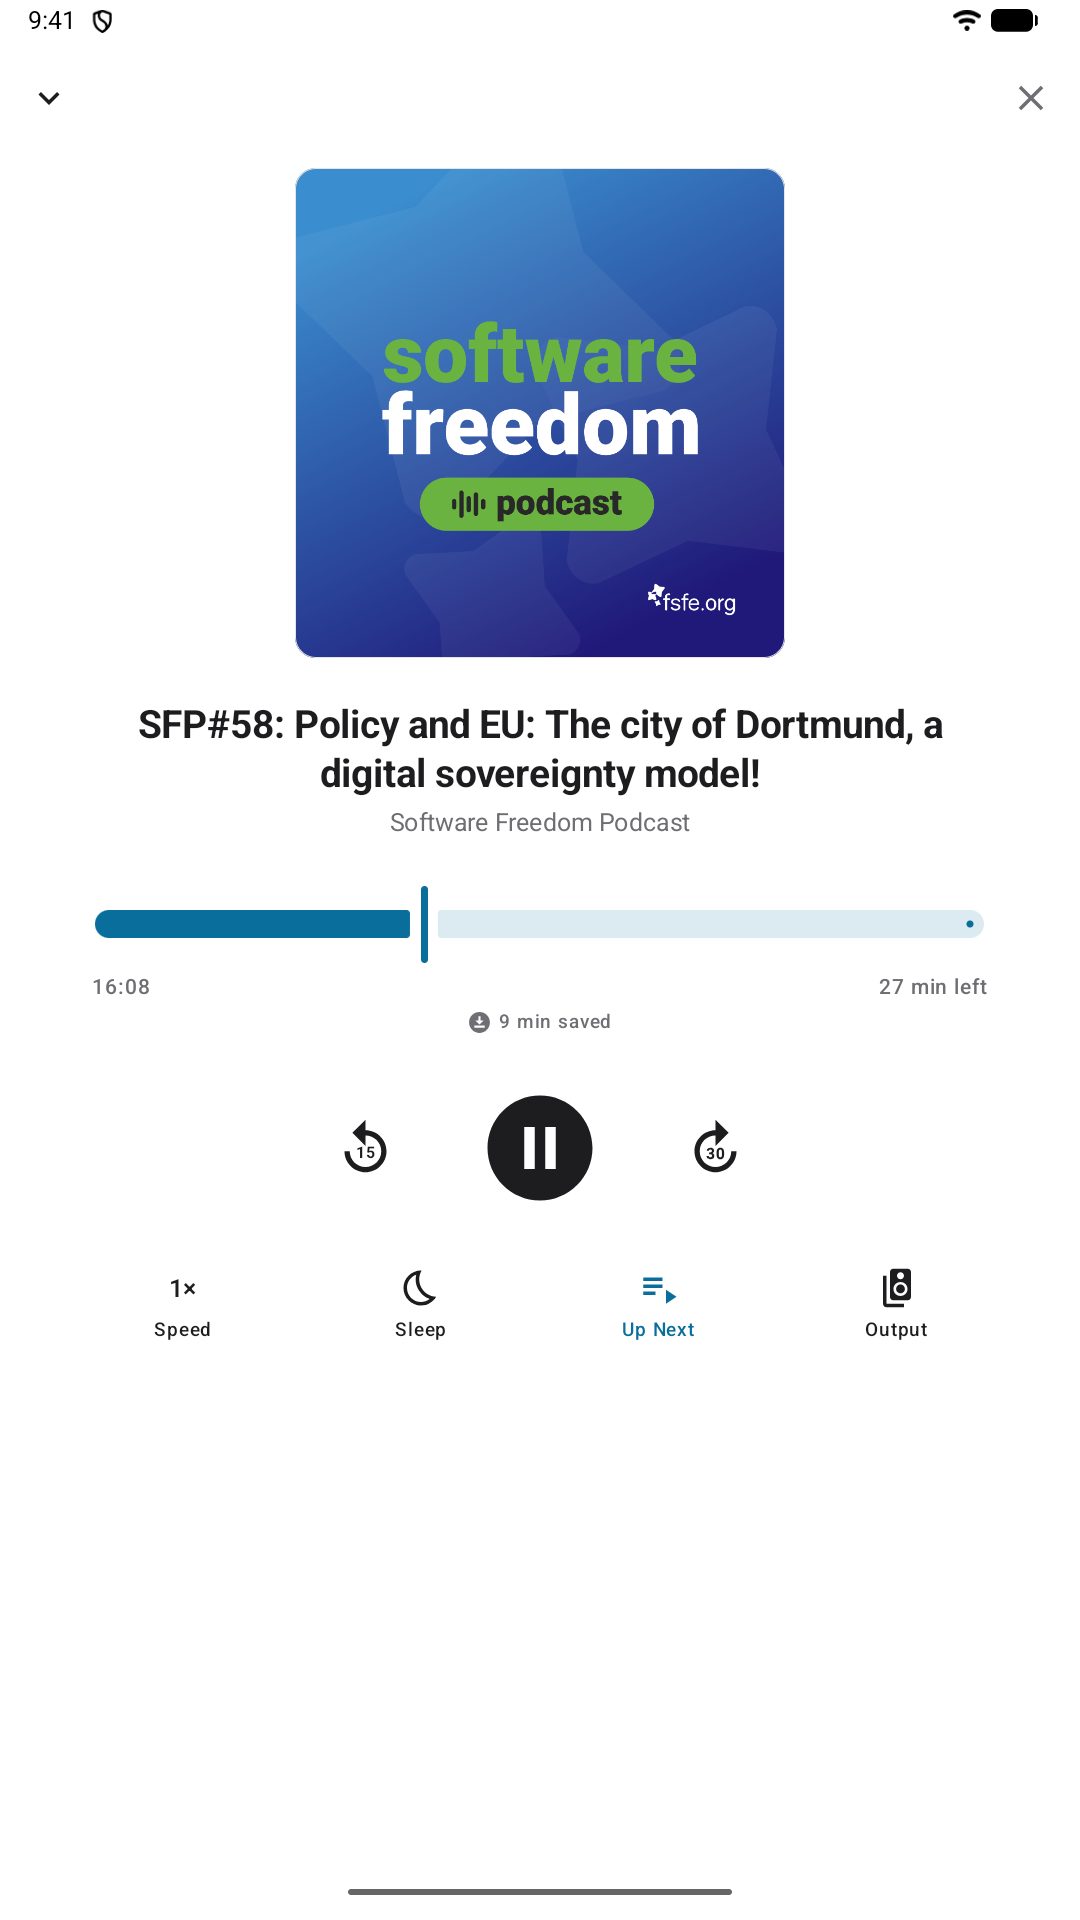 9:41
software
freedom
podcast
fsfe.org
SFP#58: Policy and EU: The city of Dortmund, a
digital sovereignty model!
Software Freedom Podcast
16:08
27 min left
9 min saved
15
30
1×
Speed
Sleep
Up Next
Output